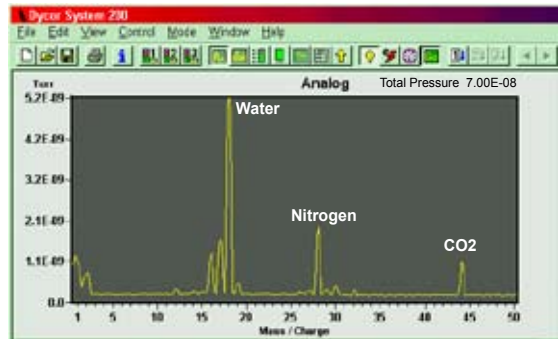 Dycor System 200
File Edit View Control Mode Window Help
Torr
Analog
Total Pressure 7.00E-08
5.2E-09
4.2E-09
3.2E-09
2.1E-09
1.1E-09
0.0
Water
Nitrogen
CO2
1 5 10 15 20 25 30 35 40 45 50
Mass / Charge